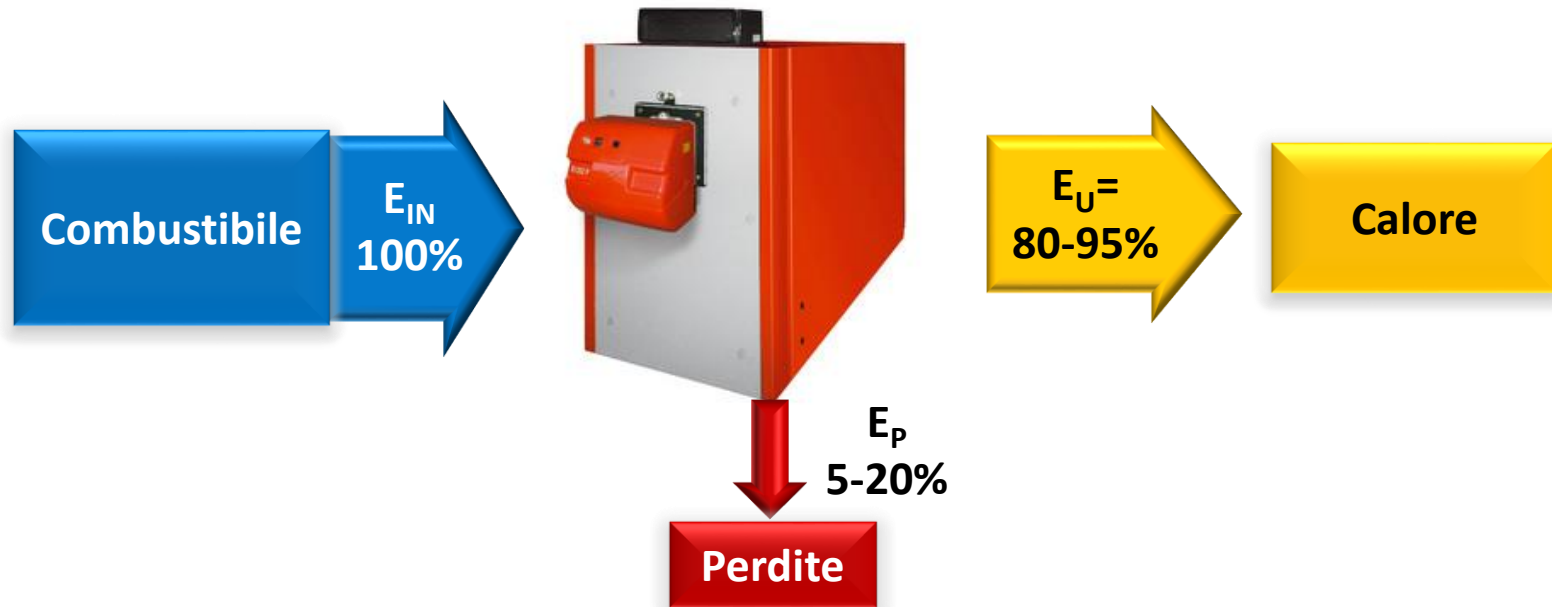 Combustibile
E_IN
100%
E_U=
80-95%
Calore
E_P
5-20%
Perdite